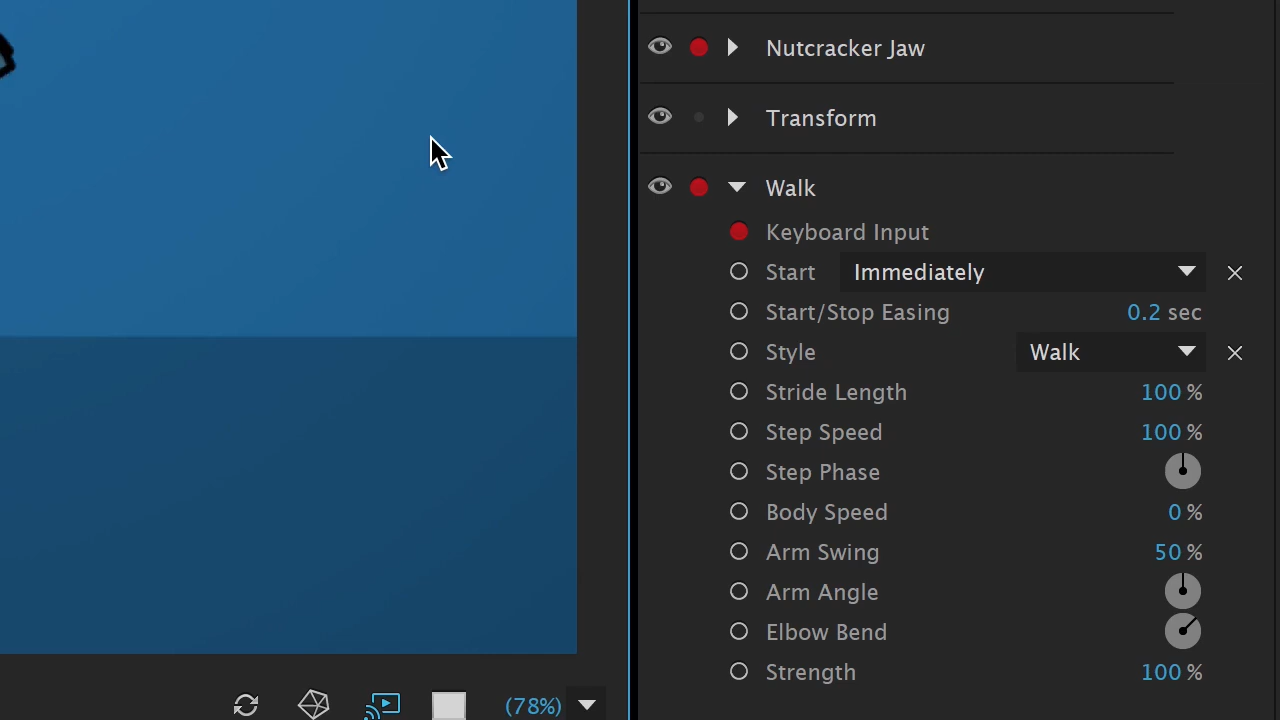 Nutcracker Jaw
Transform
Walk
Keyboard Input
Start Immediately
Start/Stop Easing 0.2 sec
Style Walk
Stride Length 100 %
Step Speed 100 %
Step Phase
Body Speed 0 %
Arm Swing 50 %
Arm Angle
Elbow Bend
Strength 100 %
(78%)